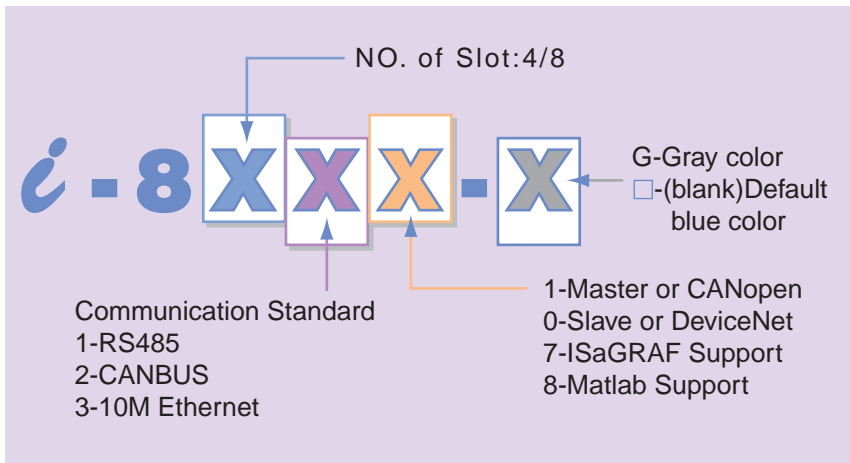 NO. of Slot:4/8
i-8XXX-X
G-Gray color
□-(blank)Default
blue color
Communication Standard
1-RS485
2-CANBUS
3-10M Ethernet
1-Master or CANopen
0-Slave or DeviceNet
7-ISaGRAF Support
8-Matlab Support